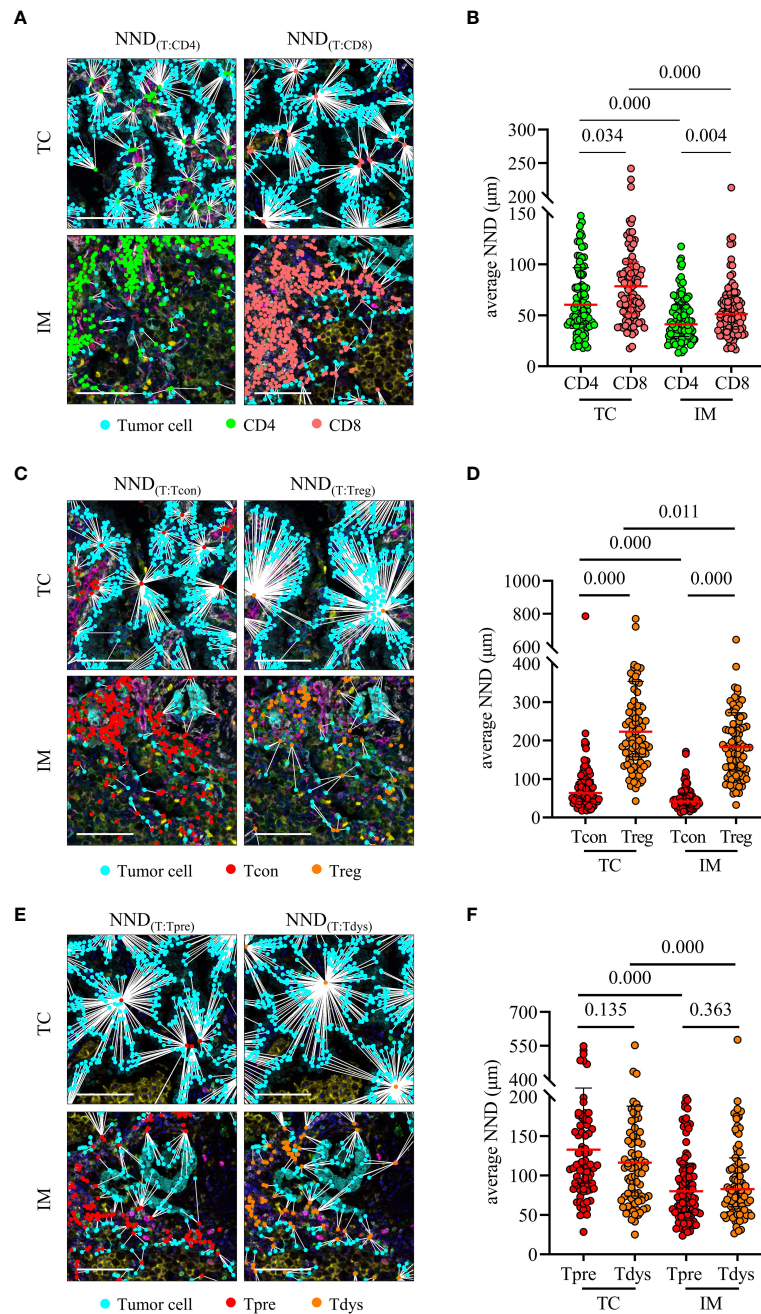 A
NND(T:CD4) NND(T:CD8)
TC
IM
Tumor cell CD4 CD8
B
0.000
0.000
0.034 0.004
average NND (μm)
300
250
200
150
100
50
0
CD4 CD8 CD4 CD8
TC IM
C
NND(T:Tcon) NND(T:Treg)
TC
IM
Tumor cell Tcon Treg
D
0.011
0.000
0.000 0.000
average NND (μm)
1000
800
600
400
300
200
100
0
Tcon Treg Tcon Treg
TC IM
E
NND(T:Tpre) NND(T:Tdys)
TC
IM
Tumor cell Tpre Tdys
F
0.000
0.000
0.135 0.363
average NND (μm)
700
550
400
200
150
100
50
0
Tpre Tdys Tpre Tdys
TC IM